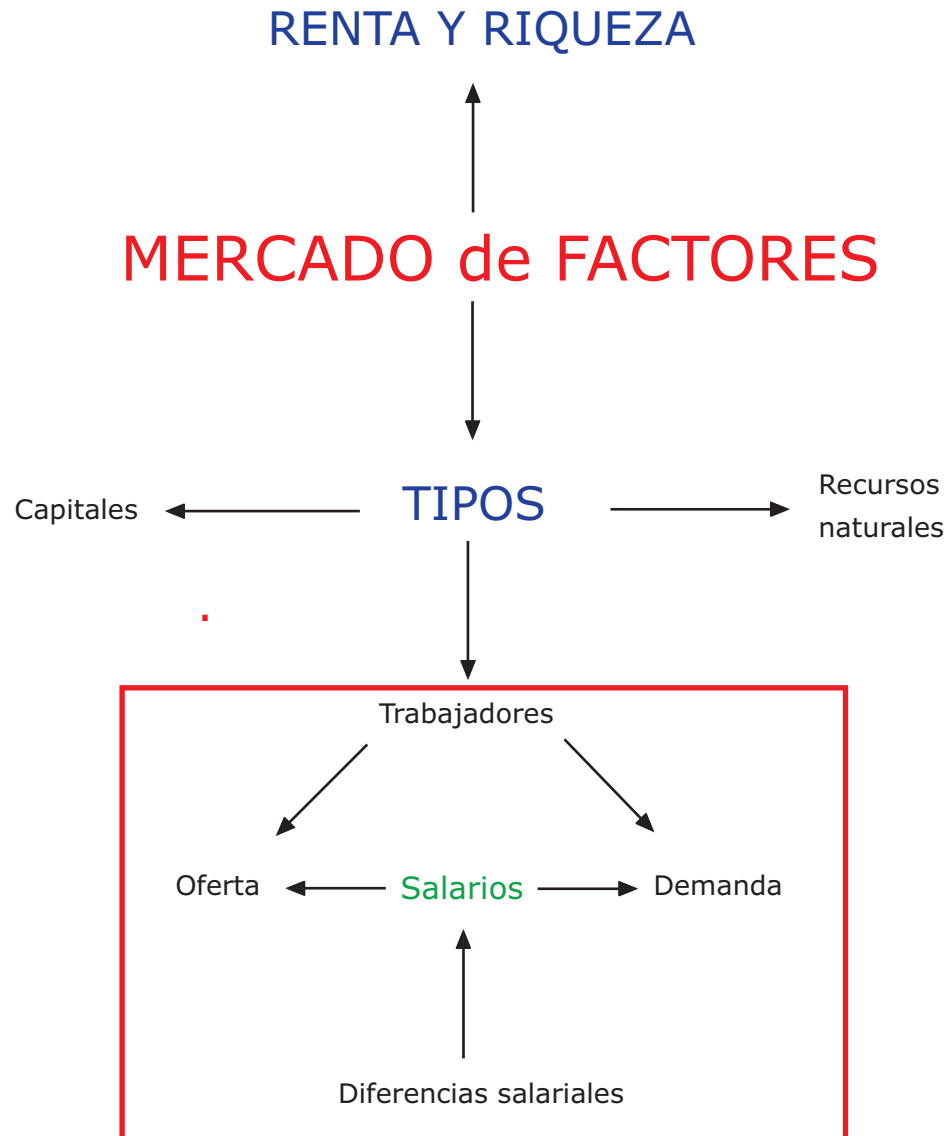 RENTA Y RIQUEZA
MERCADO de FACTORES
Capitales
TIPOS
Recursos
naturales
.
Trabajadores
Oferta
Salarios
Demanda
Diferencias salariales